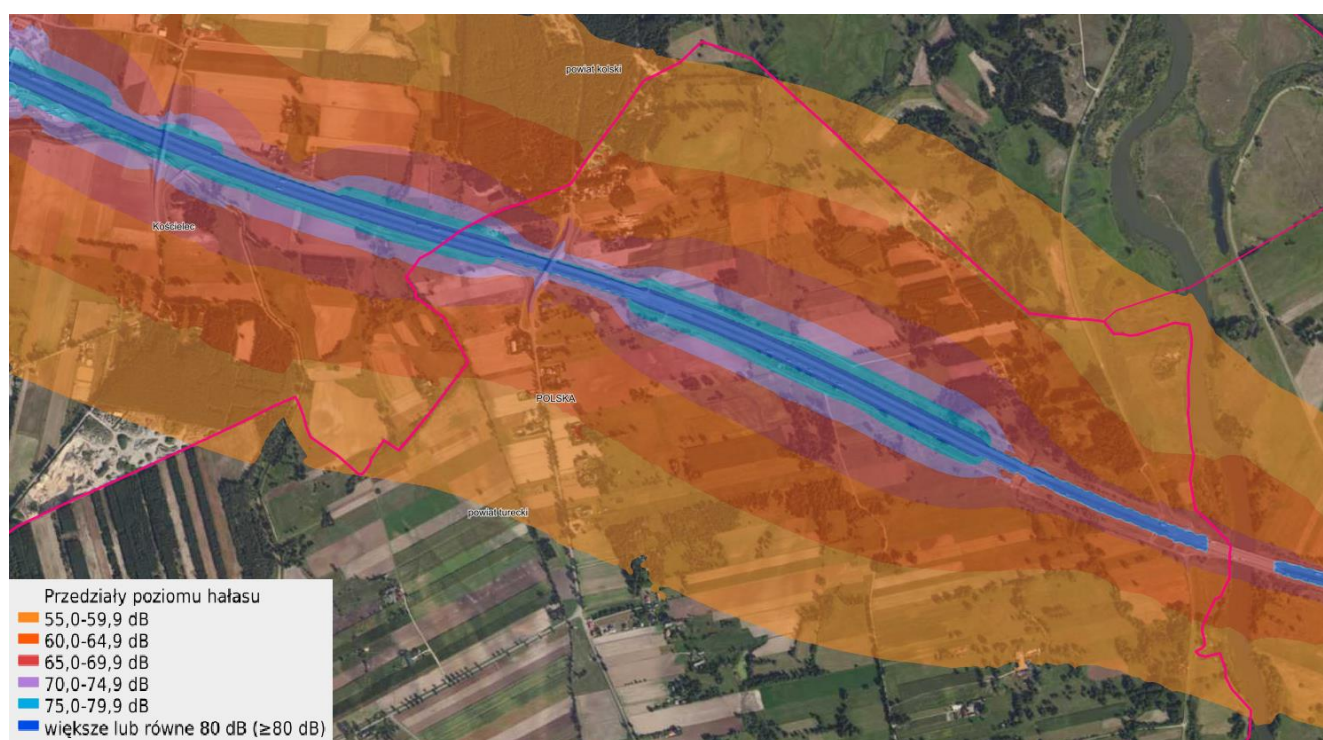 powiat kolski
Kościelec
POLSKA
powiat turecki
Przedziały poziomu hałasu
55,0-59,9 dB
60,0-64,9 dB
65,0-69,9 dB
70,0-74,9 dB
75,0-79,9 dB
większe lub równe 80 dB (≥80 dB)